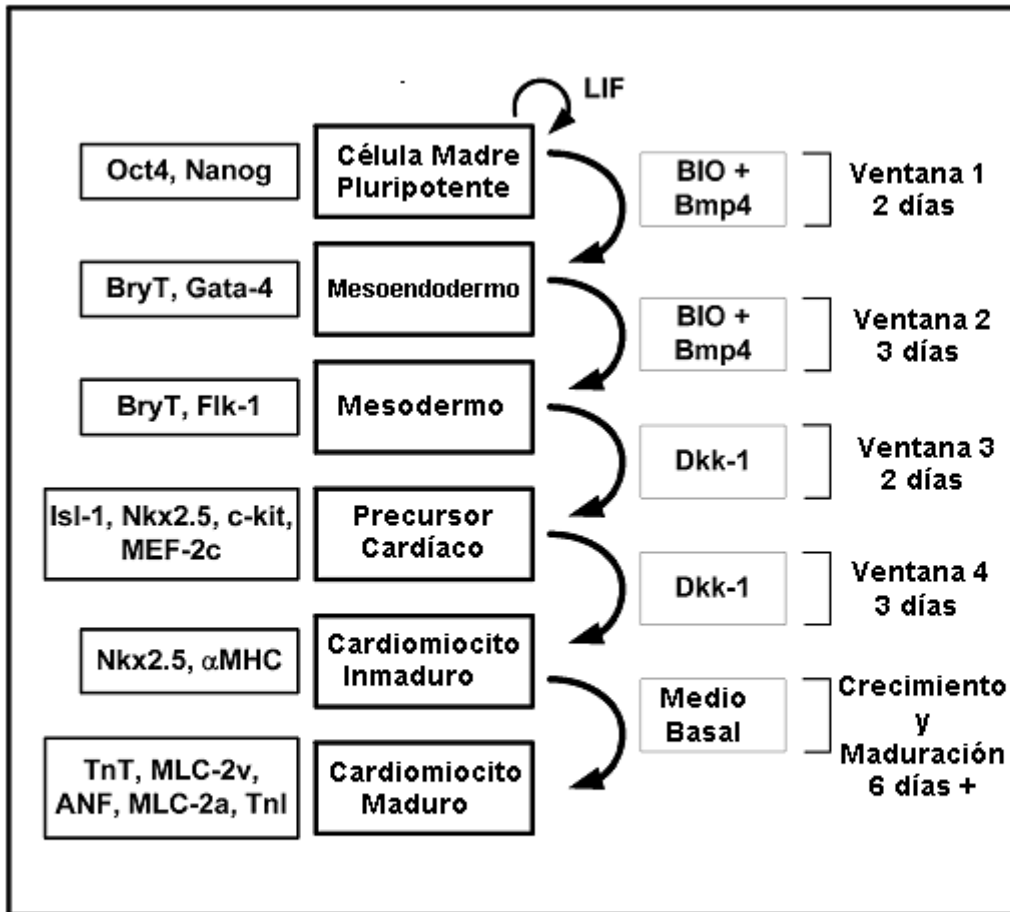 LIF
Oct4, Nanog
Célula Madre
Pluripotente
BIO +
Bmp4
Ventana 1
2 días
BryT, Gata-4
Mesoendodermo
BIO +
Bmp4
Ventana 2
3 días
BryT, Flk-1
Mesodermo
Dkk-1
Ventana 3
2 días
Isl-1, Nkx2.5, c-kit,
MEF-2c
Precursor
Cardíaco
Dkk-1
Ventana 4
3 días
Nkx2.5, αMHC
Cardiomiocito
Inmaduro
Medio
Basal
Crecimiento
y
Maduración
6 días +
TnT, MLC-2v,
ANF, MLC-2a, TnI
Cardiomiocito
Maduro